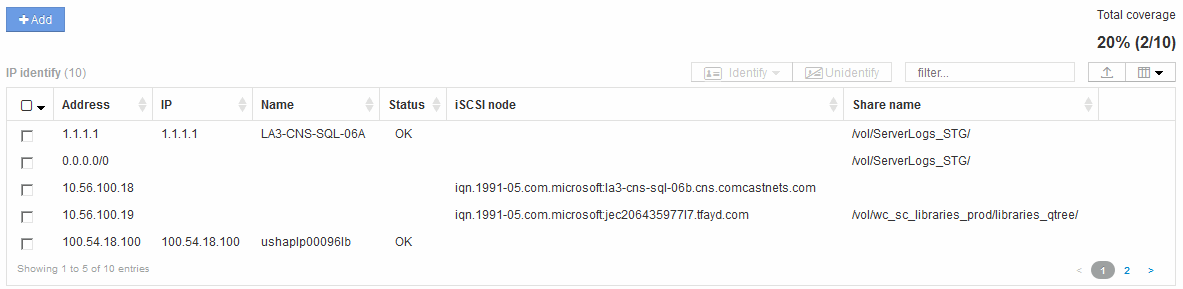 Add
Total coverage
20% (2/10)
IP identify (10)
Identify
Unidentify
filter...
Address IP Name Status iSCSI node Share name
1.1.1.1 1.1.1.1 LA3-CNS-SQL-06A OK /vol/ServerLogs_STG/
0.0.0.0/0 /vol/ServerLogs_STG/
10.56.100.18 iqn.1991-05.com.microsoft:la3-cns-sql-06b.cns.comcastnets.com
10.56.100.19 iqn.1991-05.com.microsoft:jec206435977l7.tfayd.com /vol/wc_sc_libraries_prod/libraries_qtree/
100.54.18.100 100.54.18.100 ushaplp00096lb OK
Showing 1 to 5 of 10 entries
< 1 2 >